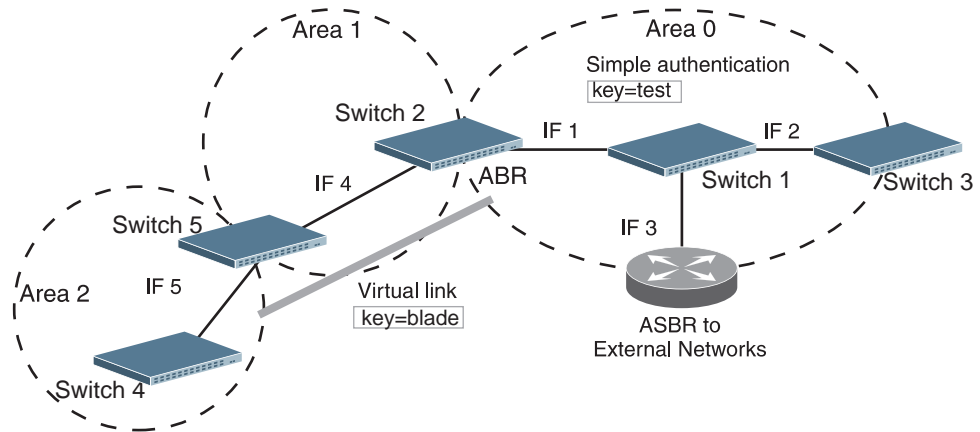 Area 1
Area 0
Simple authentication
key=test
Switch 2
IF 1
IF 2
ABR
Switch 1
Switch 3
IF 4
Switch 5
IF 3
IF 5
Area 2
Virtual link
key=blade
ASBR to
External Networks
Switch 4